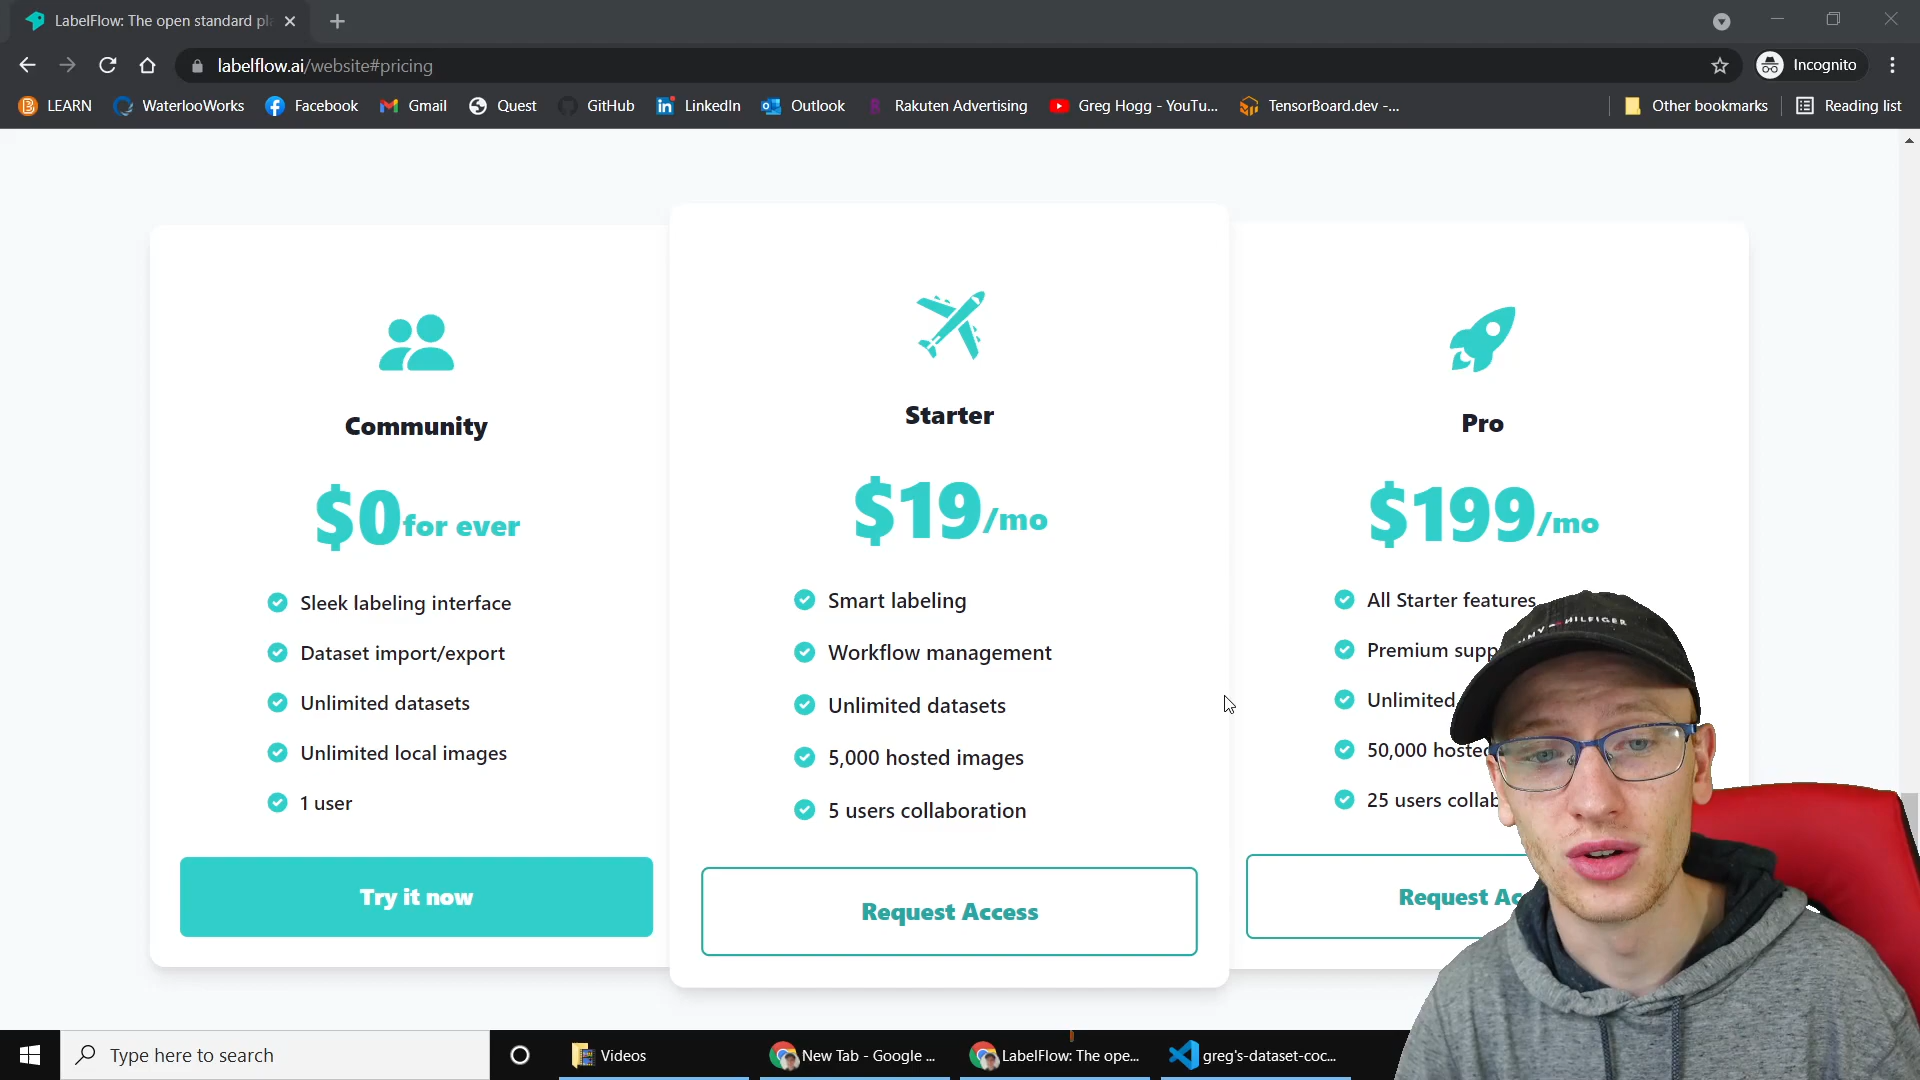 LabelFlow: The open standard pla
labelflow.ai/website#pricing
Incognito
LEARN
WaterlooWorks
Facebook
Gmail
Quest
GitHub
LinkedIn
Outlook
Rakuten Advertising
Greg Hogg - YouTu...
TensorBoard.dev -...
Other bookmarks
Reading list
Community
$0for ever
Sleek labeling interface
Dataset import/export
Unlimited datasets
Unlimited local images
1 user
Try it now
Starter
$19/mo
Smart labeling
Workflow management
Unlimited datasets
5,000 hosted images
5 users collaboration
Request Access
Pro
$199/mo
All Starter features
Premium supp
Unlimited
50,000 hosted
25 users collab
Request Ac
HILFIGER
Type here to search
Videos
New Tab - Google ...
LabelFlow: The ope...
greg's-dataset-coc...